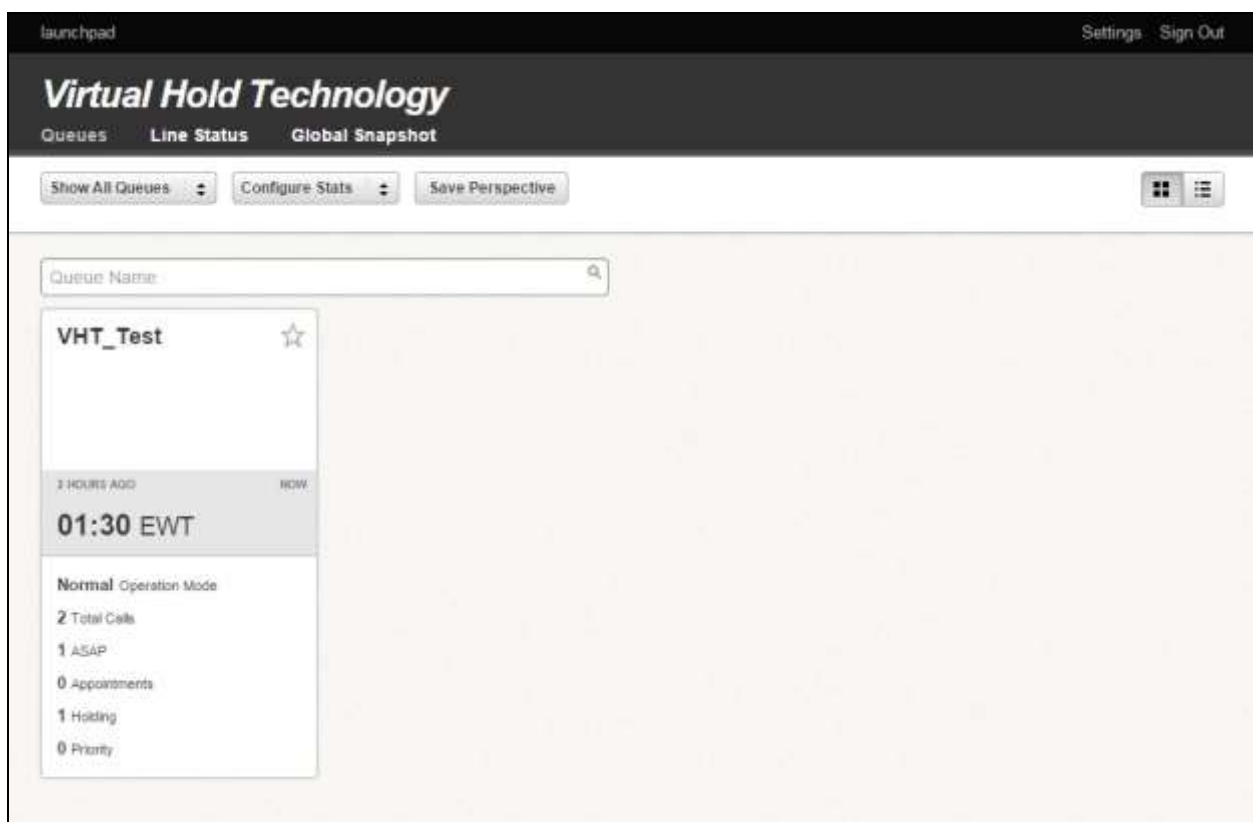 launchpad Settings Sign Out
Virtual Hold Technology
Queues Line Status Global Snapshot
Show All Queues Configure Stats Save Perspective
Queue Name
VHT_Test
2 HOURS AGO NOW
01:30 EWT
Normal Operation Mode
2 Total Calls
1 ASAP
0 Appointments
1 Holding
0 Priority